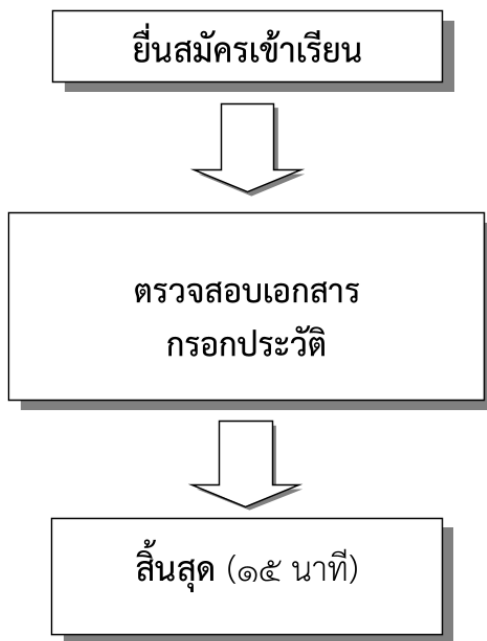 ยื่นสมัครเข้าเรียน
ตรวจสอบเอกสาร
กรอกประวัติ
สิ้นสุด (๑๕ นาที)